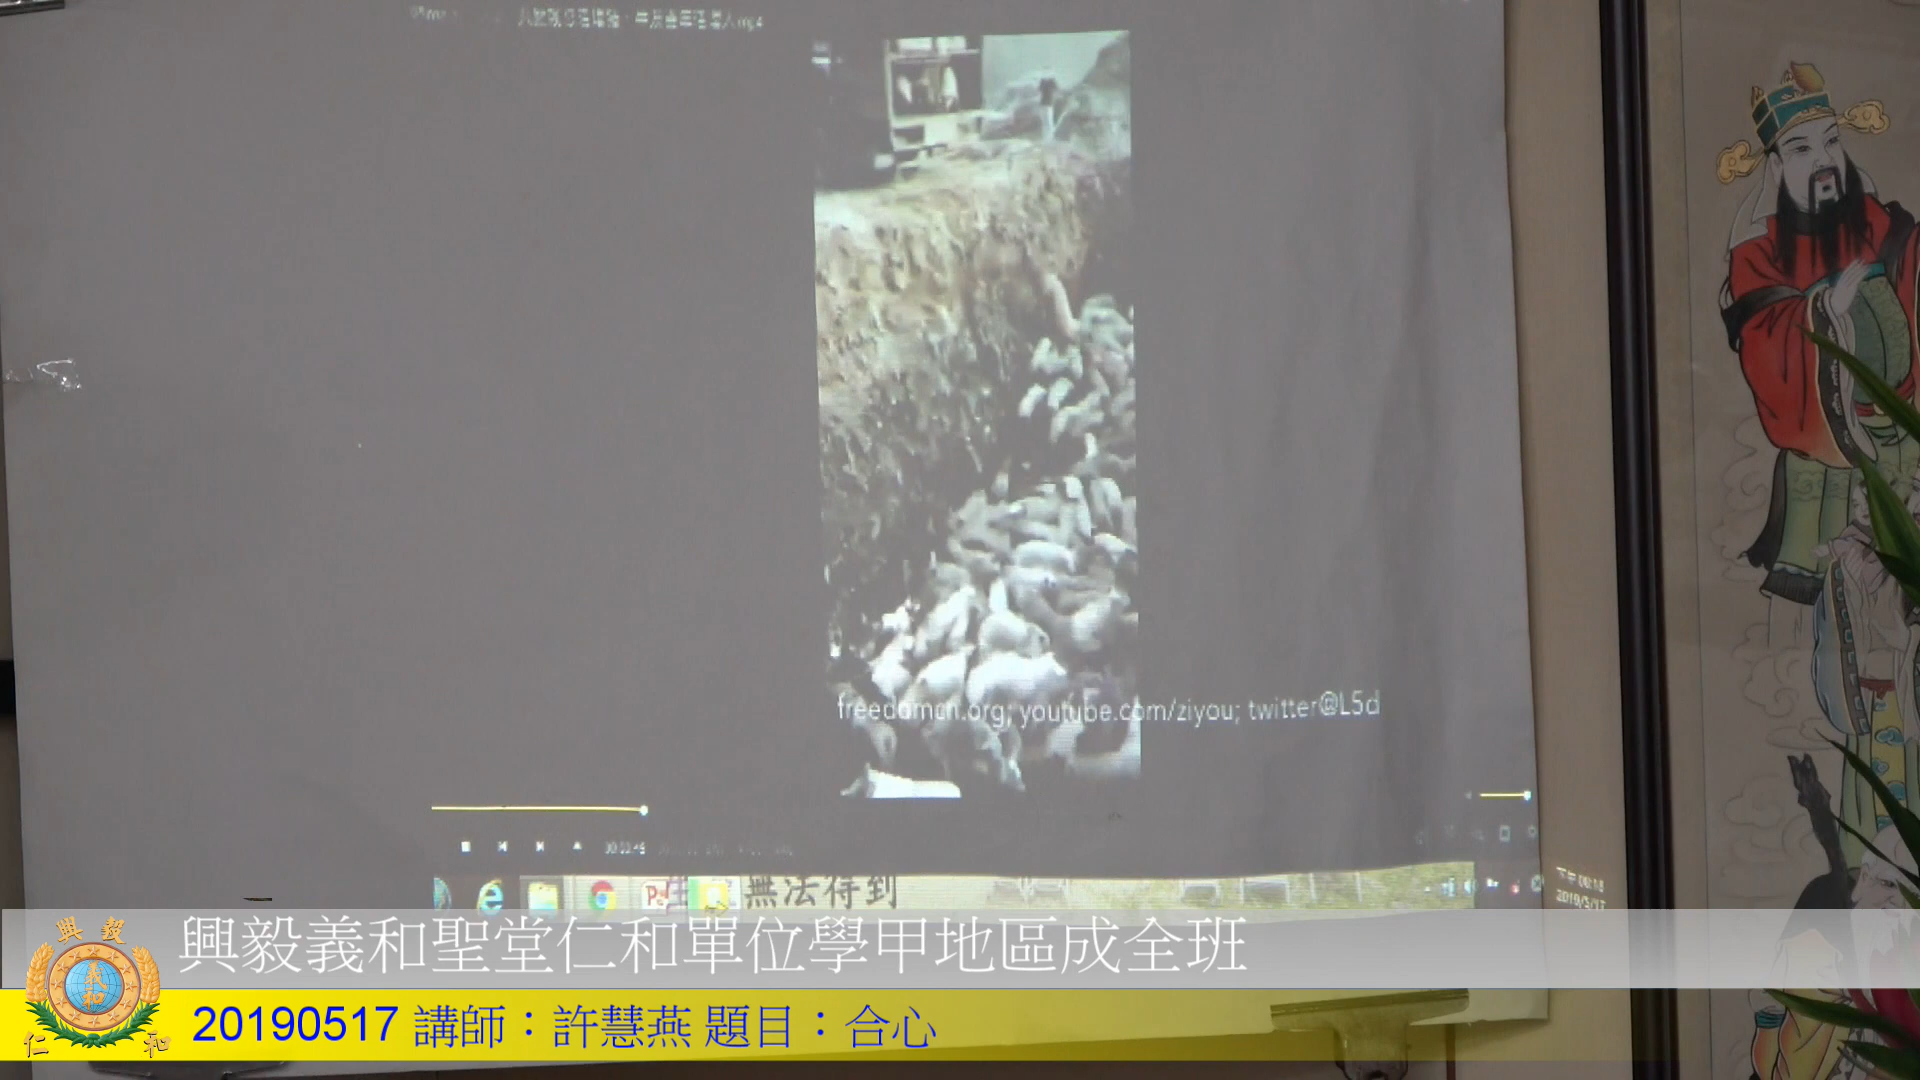 freedomcn.org; youtube.com/ziyou; twitter@L5d
無法得到
興毅義和聖堂仁和單位學甲地區成全班
20190517 講師：許慧燕 題目：合心
興 毅
義和
仁 和